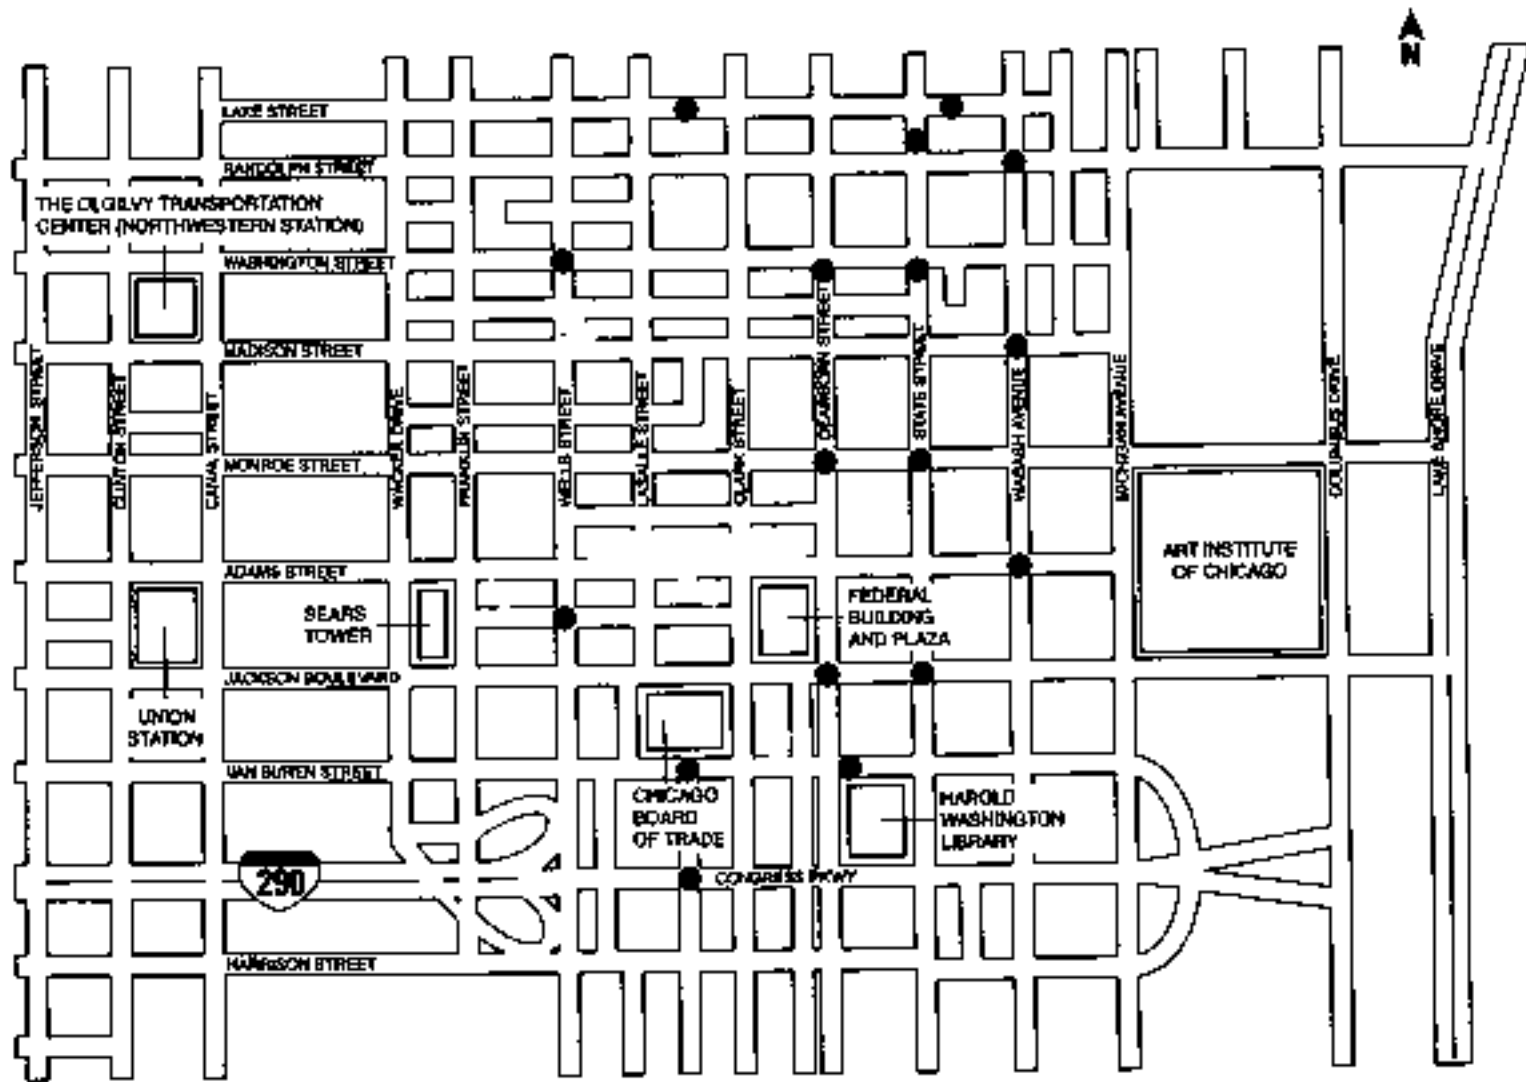 N
LAKE STREET
RANDOLPH STREET
THE OLGILVY TRANSPORTATION
CENTER (NORTHWESTERN STATION)
WASHINGTON STREET
MADISON STREET
JEFFERSON STREET
CLINTON STREET
CANAL STREET
WACKER DRIVE
FRANKLIN STREET
WELLS STREET
LASALLE STREET
CLARK STREET
DEARBORN STREET
STATE STREET
WABASH AVENUE
MICHIGAN AVENUE
COLUMBUS DRIVE
LAKE SHORE DRIVE
MONROE STREET
ART INSTITUTE
OF CHICAGO
ADAMS STREET
SEARS
TOWER
FEDERAL
BUILDING
AND PLAZA
JACKSON BOULEVARD
UNION
STATION
VAN BUREN STREET
CHICAGO
BOARD
OF TRADE
HAROLD
WASHINGTON
LIBRARY
290
CONGRESS PKWY
HARRISON STREET